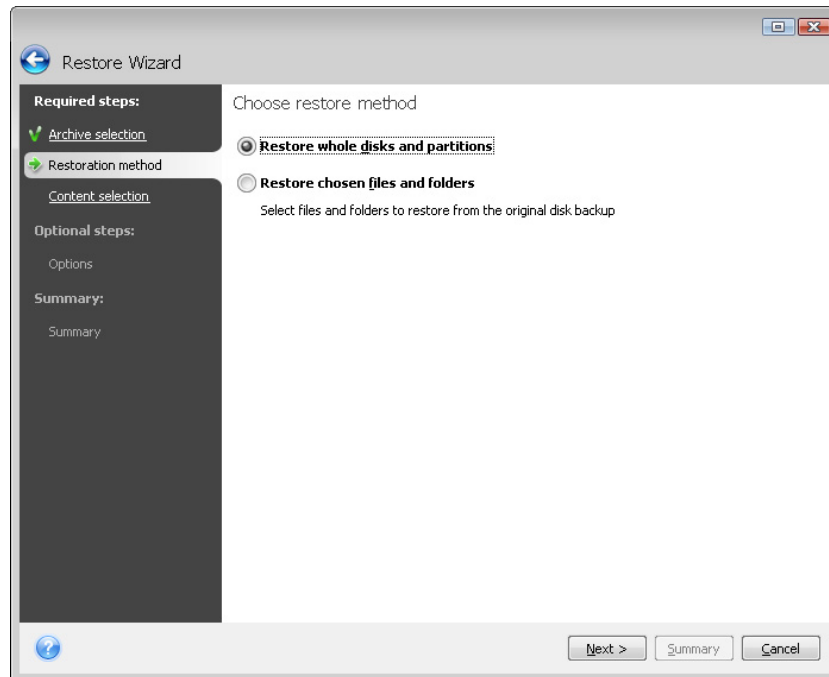 Restore Wizard
Required steps:
Archive selection
Restoration method
Content selection
Optional steps:
Options
Summary:
Summary
Choose restore method
Restore whole disks and partitions
Restore chosen files and folders
Select files and folders to restore from the original disk backup
?
Next >
Summary
Cancel